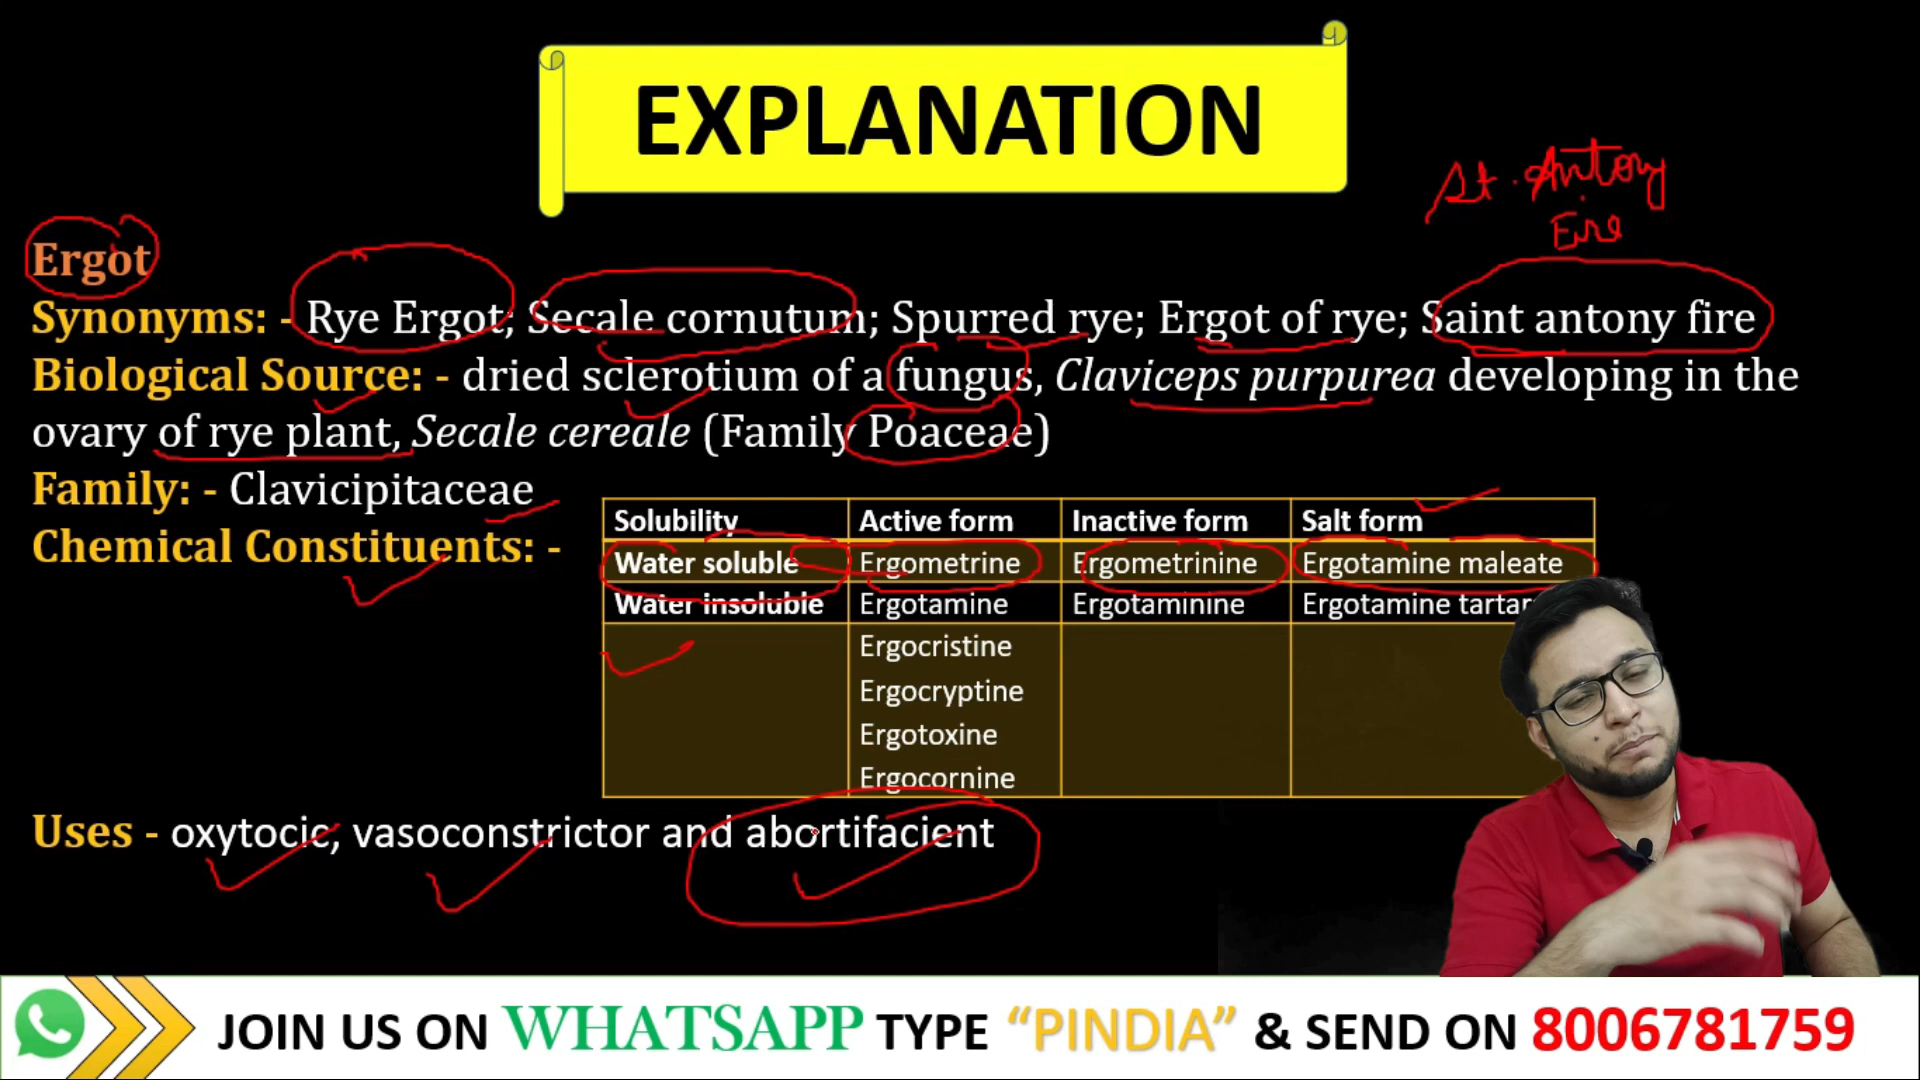 EXPLANATION
St. Antony
Fire
Ergot
Synonyms: - Rye Ergot; Secale cornutum; Spurred rye; Ergot of rye; Saint antony fire
Biological Source: - dried sclerotium of a fungus, Claviceps purpurea developing in the
ovary of rye plant, Secale cereale (Family Poaceae)
Family: - Clavicipitaceae
Chemical Constituents: -
Solubility Active form Inactive form Salt form
Water soluble Ergometrine Ergometrinine Ergotamine maleate
Water insoluble Ergotamine Ergotaminine Ergotamine
Ergocristine
Ergocryptine
Ergotoxine
Ergocornine
Uses - oxytocic, vasoconstrictor and abortifacient
JOIN US ON WHATSAPP TYPE “PINDIA” & SEND ON 8006781759